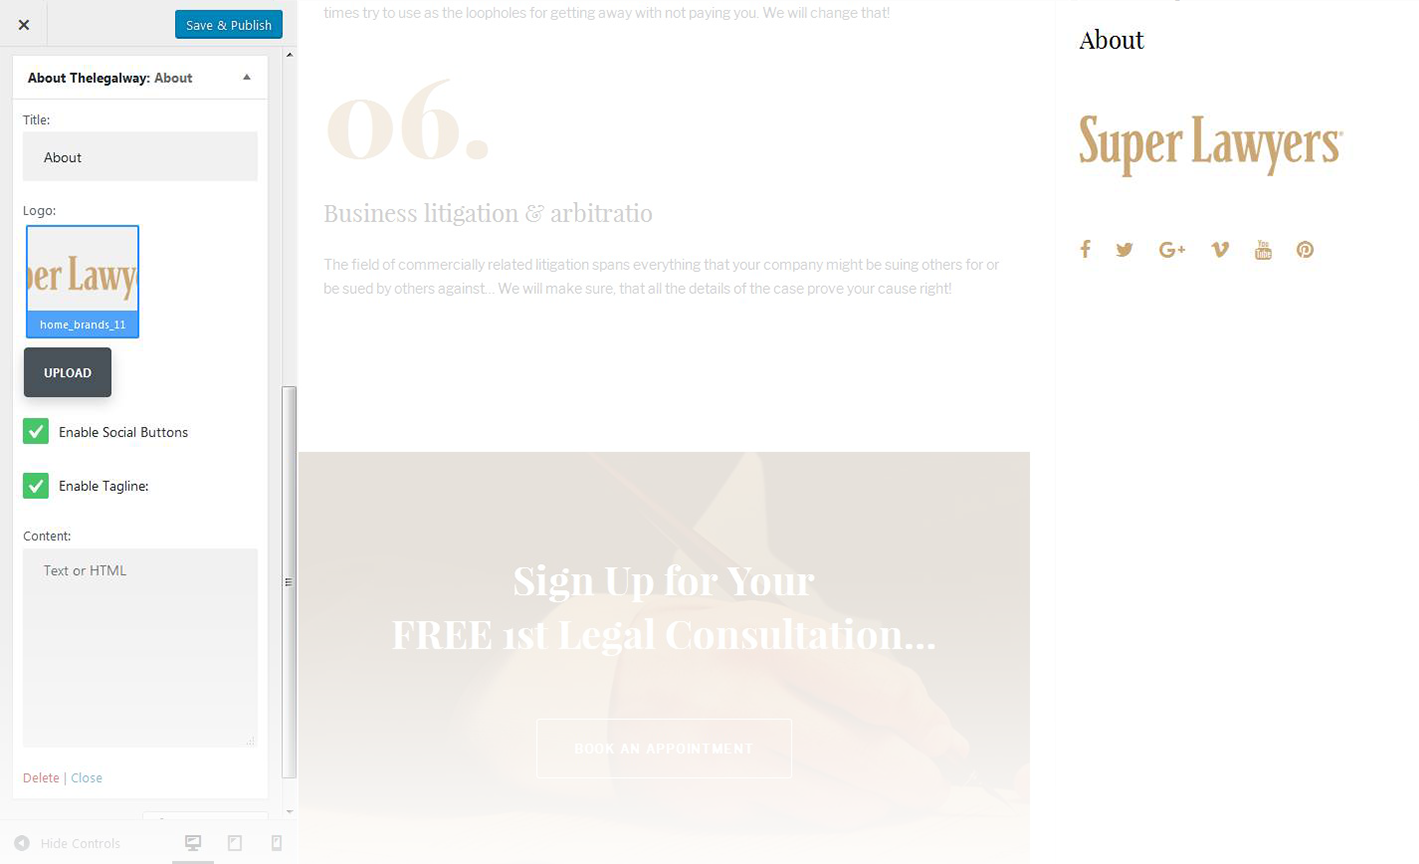 Save & Publish
About Thelegalway: About
Title:
About
Logo:
per Lawy
home_brands_11
UPLOAD
Enable Social Buttons
Enable Tagline:
Content:
Text or HTML
Delete | Close
Hide Controls
times try to use as the loopholes for getting away with not paying you. We will change that!
06.
Business litigation & arbitratio
The field of commercially related litigation spans everything that your company might be suing others for or
be sued by others against... We will make sure, that all the details of the case prove your cause right!
Sign Up for Your
FREE 1st Legal Consultation...
BOOK AN APPOINTMENT
About
Super Lawyers®
You
Tube